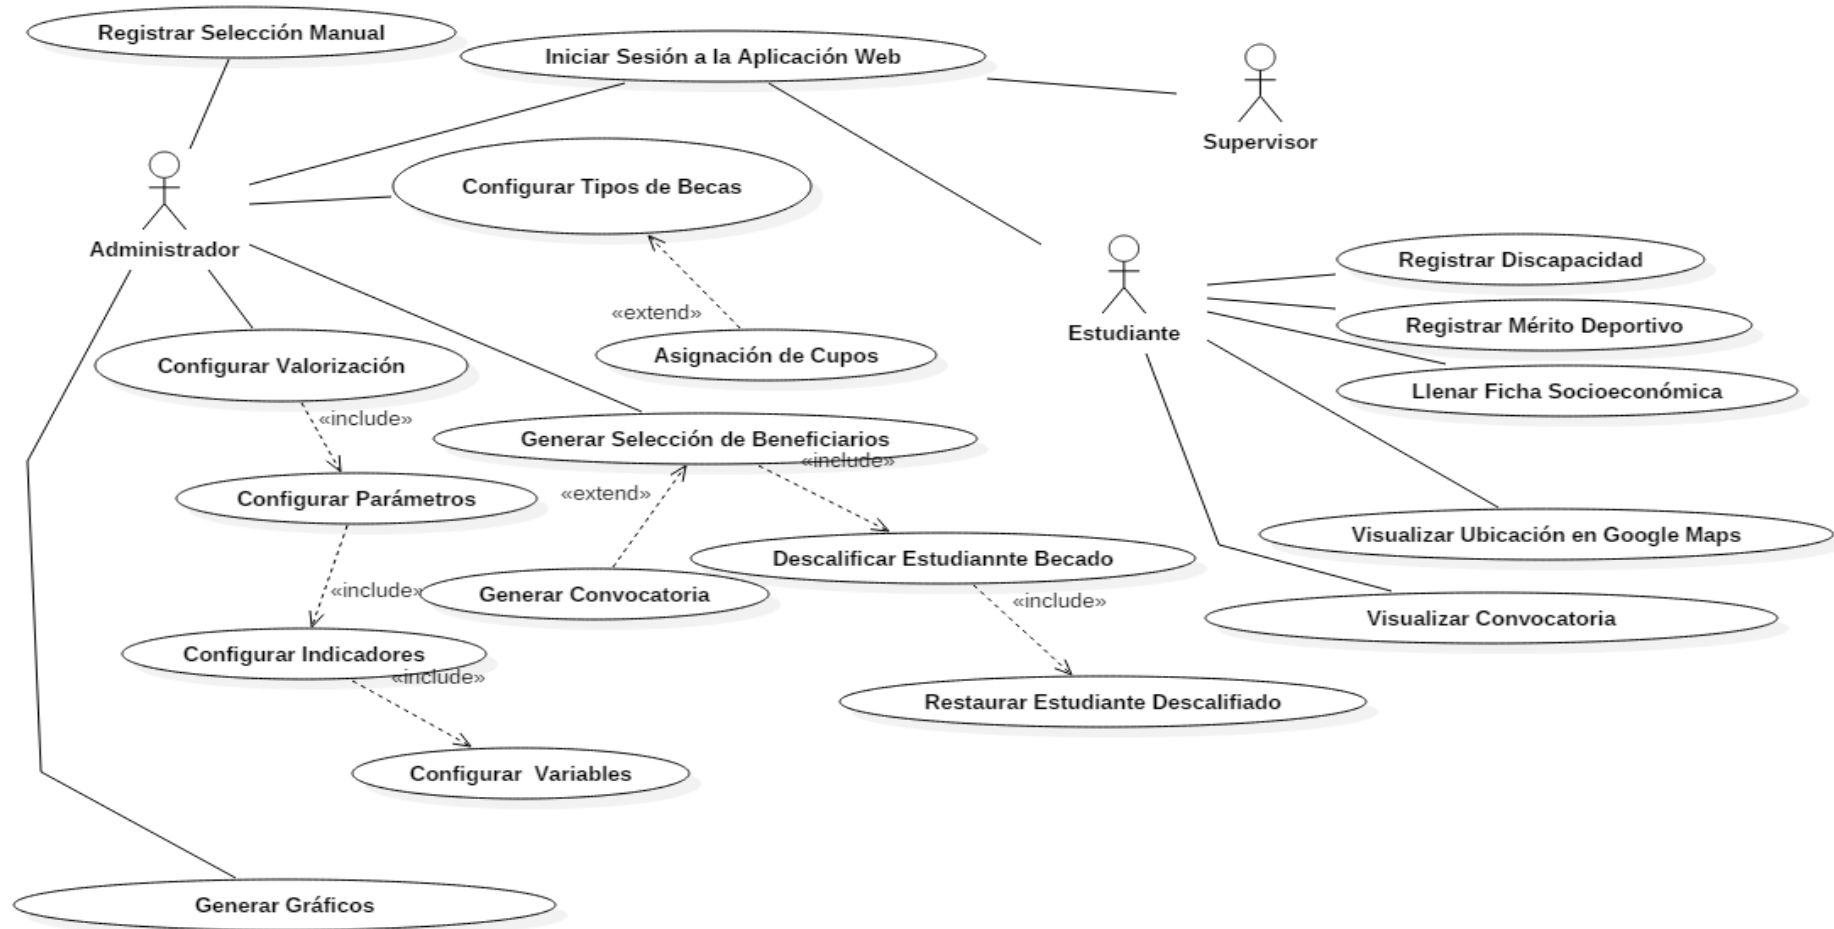 Registrar Selección Manual
Iniciar Sesión a la Aplicación Web
Supervisor
Configurar Tipos de Becas
Administrador
Registrar Discapacidad
«extend»
Registrar Mérito Deportivo
Estudiante
Asignación de Cupos
Configurar Valorización
Llenar Ficha Socioeconómica
«include»
Generar Selección de Beneficiarios
«include»
Configurar Parámetros
«extend»
Visualizar Ubicación en Google Maps
Descalificar Estudiannte Becado
«include»
Generar Convocatoria
«include»
Visualizar Convocatoria
Configurar Indicadores
«include»
Restaurar Estudiante Descalifiado
Configurar  Variables
Generar Gráficos